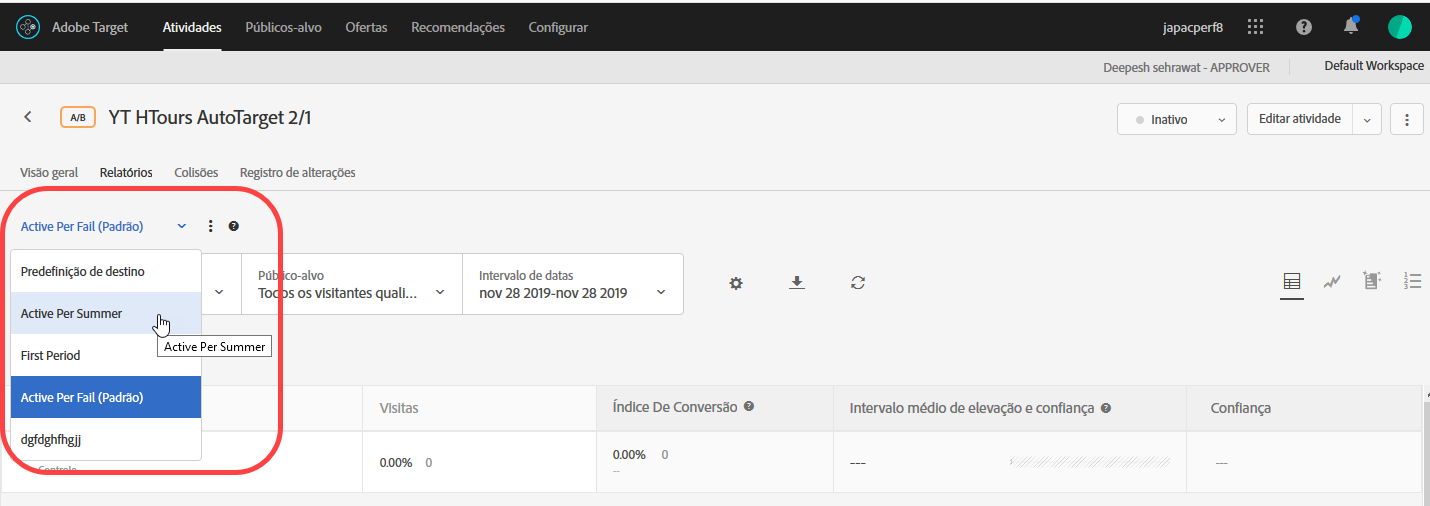 Adobe Target Atividades Públicos-alvo Ofertas Recomendações Configurar japacperf8
Deepesh sehrawat - APPROVER Default Workspace
A/B YT HTours AutoTarget 2/1 Inativo Editar atividade
Visão geral Relatórios Colisões Registro de alterações
Active Per Fail (Padrão)
Predefinição de destino
Active Per Summer
First Period
Active Per Fail (Padrão)
dgfdghfhgjj
Active Per Summer
Público-alvo
Todos os visitantes quali...
Intervalo de datas
nov 28 2019-nov 28 2019
Visitas Índice De Conversão Intervalo médio de elevação e confiança Confiança
Controle
0.00% 0 0.00% 0 --- ---
--